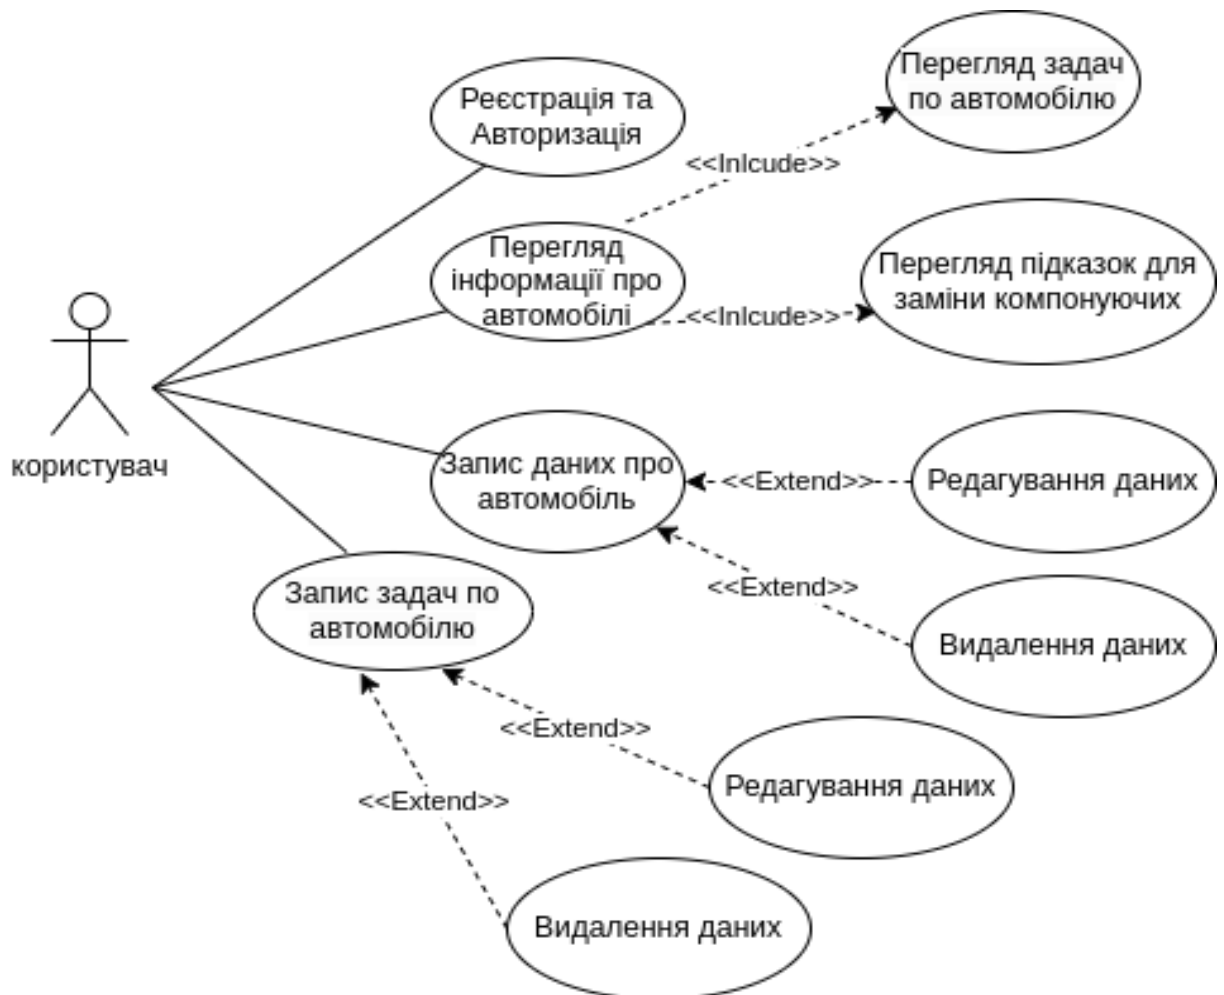 Реєстрація та
Авторизація
Перегляд задач
по автомобілю
<<Inlcude>>
Перегляд
інформації про
автомобілі
<<Inlcude>>
Перегляд підказок для
заміни компонуючих
користувач
Запис даних про
автомобіль
<<Extend>>
Редагування даних
<<Extend>>
Видалення даних
Запис задач по
автомобілю
<<Extend>>
Редагування даних
<<Extend>>
Видалення даних